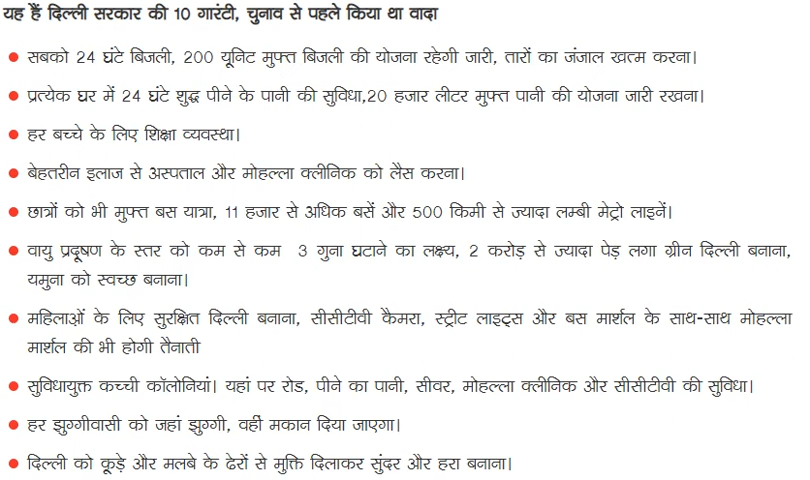 यह हैं दिल्ली सरकार की 10 गारंटी, चुनाव से पहले किया था वादा
सबको 24 घंटे बिजली, 200 यूनिट मुफ्त बिजली की योजना रहेगी जारी, तारों का जंजाल खत्म करना।
प्रत्येक घर में 24 घंटे शुद्ध पीने के पानी की सुविधा,20 हजार लीटर मुफ्त पानी की योजना जारी रखना।
हर बच्चे के लिए शिक्षा व्यवस्था।
बेहतरीन इलाज से अस्पताल और मोहल्ला क्लीनिक को लैस करना।
छात्रों को भी मुफ्त बस यात्रा, 11 हजार से अधिक बसें और 500 किमी से ज्यादा लम्बी मेट्रो लाइनें।
वायु प्रदूषण के स्तर को कम से कम 3 गुना घटाने का लक्ष्य, 2 करोड़ से ज्यादा पेड़ लगा ग्रीन दिल्ली बनाना,
यमुना को स्वच्छ बनाना।
महिलाओं के लिए सुरक्षित दिल्ली बनाना, सीसीटीवी कैमरा, स्ट्रीट लाइट्स और बस मार्शल के साथ-साथ मोहल्ला
मार्शल की भी होगी तैनाती
सुविधायुक्त कच्ची कॉलोनियां। यहां पर रोड, पीने का पानी, सीवर, मोहल्ला क्लीनिक और सीसीटीवी की सुविधा।
हर झुग्गीवासी को जहां झुग्गी, वहीं मकान दिया जाएगा।
दिल्ली को कूड़े और मलबे के ढेरों से मुक्ति दिलाकर सुंदर और हरा बनाना।